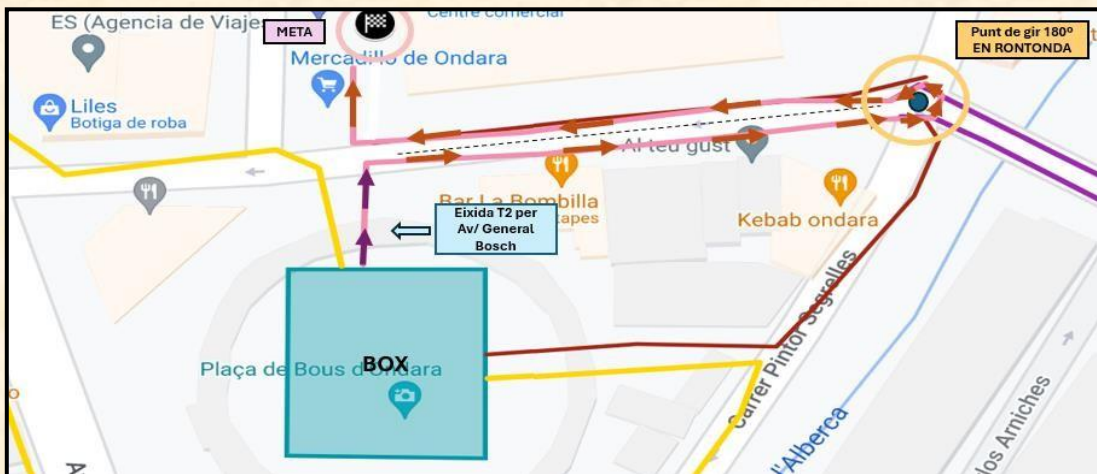 ES (Agencia de Viajes
META
Centre comercial
Punt de gir 180º
EN RONTONDA
Mercadillo de Ondara
Liles
Botiga de roba
Al teu gust
Bar La Bombilla
tapes
Kebab ondara
Eixida T2 per
Av/ General
Bosch
BOX
Plaça de Bous d'Ondara
Carrer Pintor Segrelles
l'Alberca
los Arniches